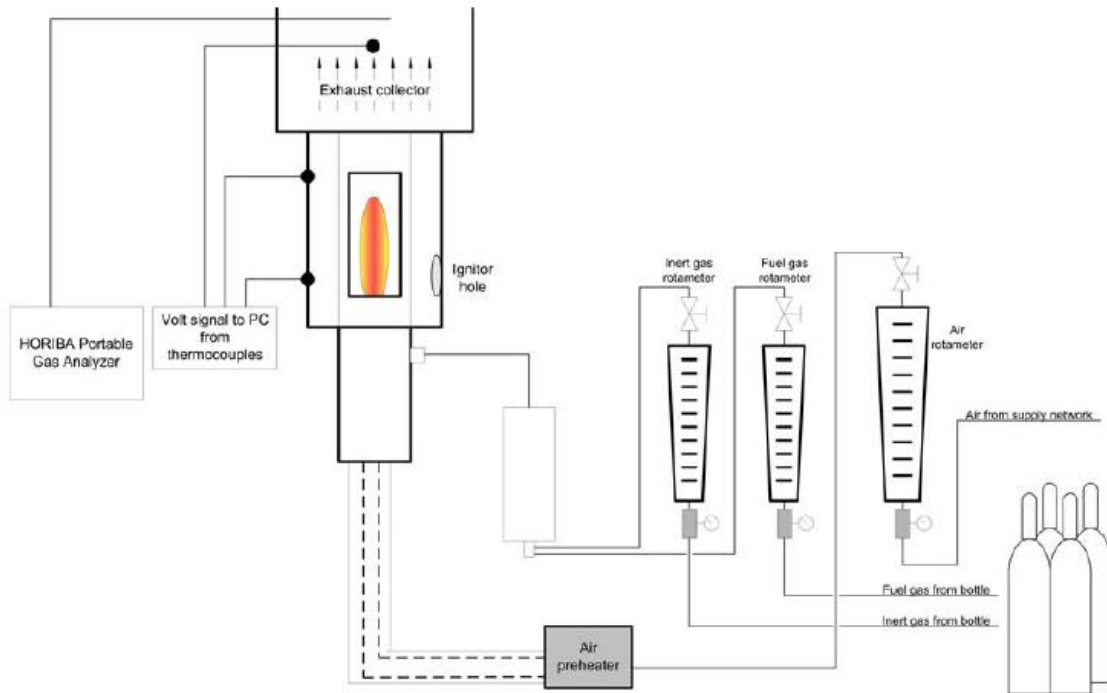 Exhaust collector
Ignitor
hole
HORIBA Portable
Gas Analyzer
Volt signal to PC
from
thermocouples
Inert gas
rotameter
Fuel gas
rotameter
Air
rotameter
Air from supply network
Fuel gas from bottle
Inert gas from bottle
Air
preheater